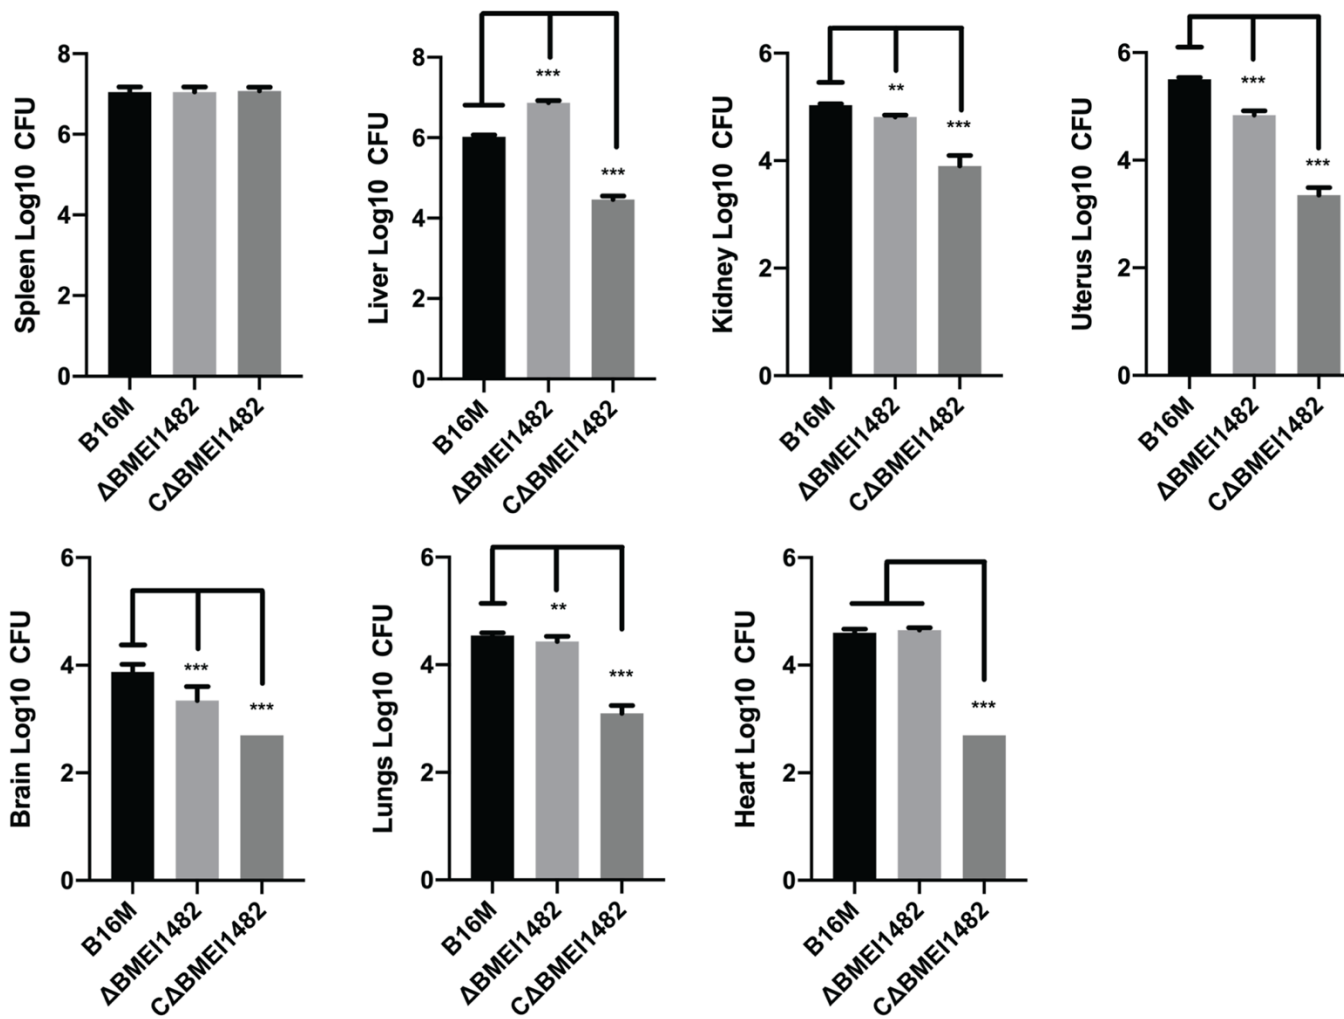 Spleen Log10 CFU
8
6
4
2
0
B16M
ΔBMEI1482
CΔBMEI1482
Liver Log10 CFU
8
6
4
2
0
***
***
B16M
ΔBMEI1482
CΔBMEI1482
Kidney Log10 CFU
6
4
2
0
**
***
B16M
ΔBMEI1482
CΔBMEI1482
Uterus Log10 CFU
6
4
2
0
***
***
B16M
ΔBMEI1482
CΔBMEI1482
Brain Log10 CFU
6
4
2
0
***
***
B16M
ΔBMEI1482
CΔBMEI1482
Lungs Log10 CFU
6
4
2
0
**
***
B16M
ΔBMEI1482
CΔBMEI1482
Heart Log10 CFU
6
4
2
0
***
B16M
ΔBMEI1482
CΔBMEI1482